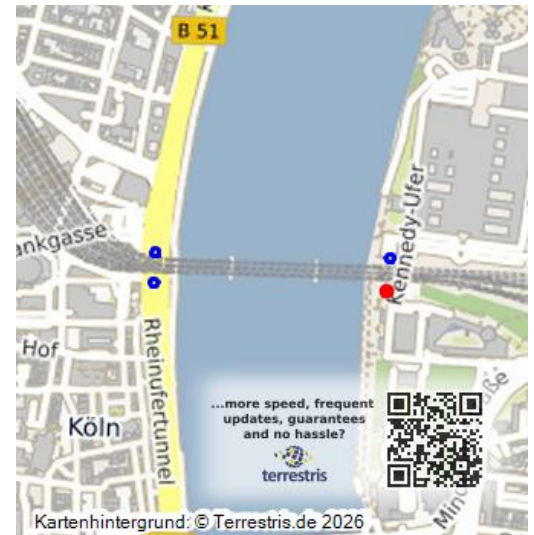 B 51
Kennedy-Ufer
ankgasse
Hof
Rheinufertunnel
Köln
...more speed, frequent
updates, guarantees
and no hassle?
terrestris
Kartenhintergrund: © Terrestris.de 2026